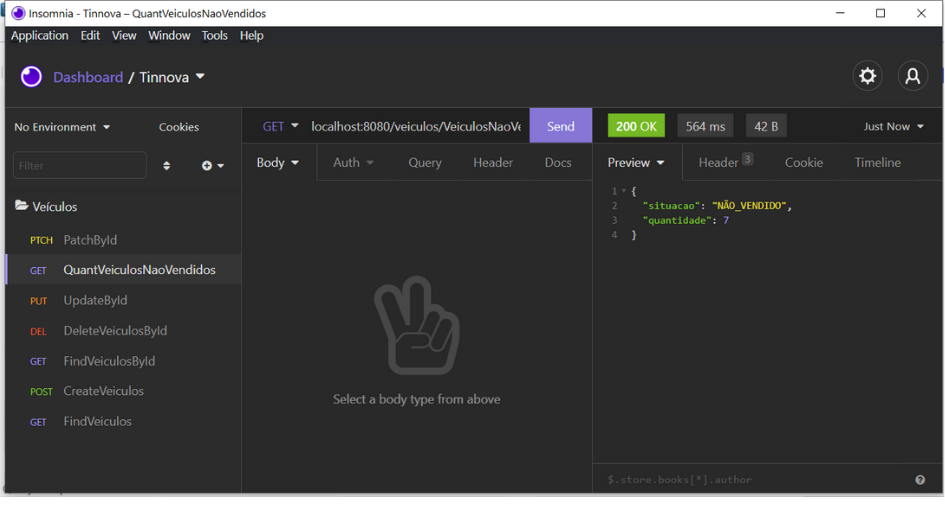 Insomnia - Tinnova – QuantVeiculosNaoVendidos
Application Edit View Window Tools Help
Dashboard / Tinnova
No Environment Cookies
GET localhost:8080/veiculos/VeiculosNaoVe Send
200 OK 564 ms 42 B Just Now
Filter
Body Auth Query Header Docs
Preview Header 3 Cookie Timeline
1 {
2 "situacao": "NÃO_VENDIDO",
3 "quantidade": 7
4 }
Veículos
PTCH PatchById
GET QuantVeiculosNaoVendidos
PUT UpdateById
DEL DeleteVeiculosById
GET FindVeiculosById
POST CreateVeiculos
GET FindVeiculos
Select a body type from above
$.store.books[*].author